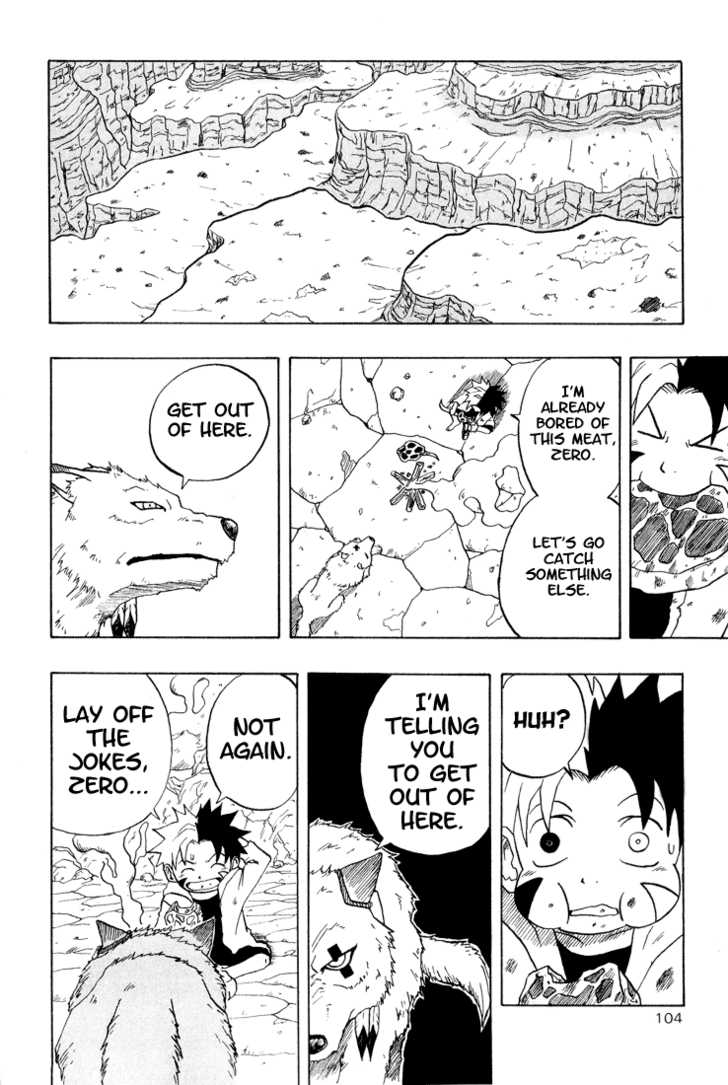 I'M
ALREADY
BORED OF
THIS MEAT,
ZERO.
LET'S GO
CATCH
SOMETHING
ELSE.
GET OUT
OF HERE.
HUH?
I'M
TELLING
YOU
TO GET
OUT OF
HERE.
NOT
AGAIN.
LAY OFF
THE
JOKES,
ZERO...
104